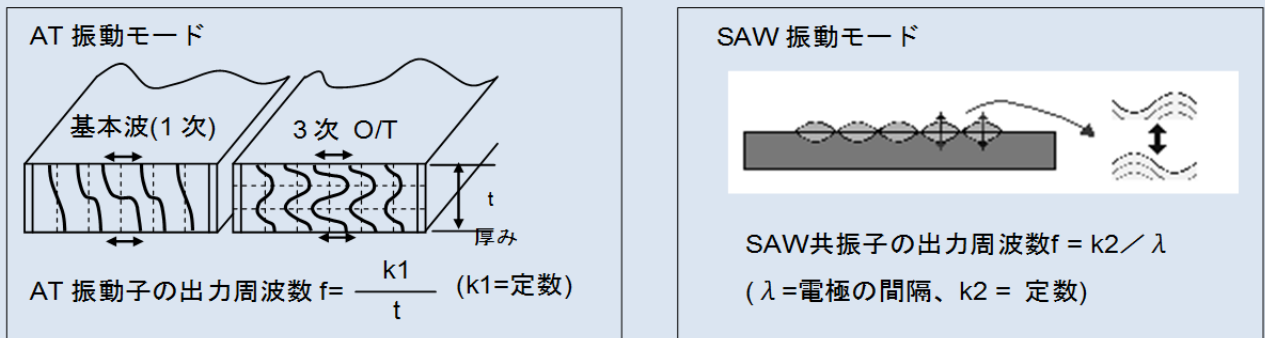 AT 振動モード
基本波(1 次)
3 次 O/T
t
厚み
AT 振動子の出力周波数 f= k1/t (k1=定数)
SAW 振動モード
SAW共振子の出力周波数f = k2／λ
(λ=電極の間隔、k2 = 定数)